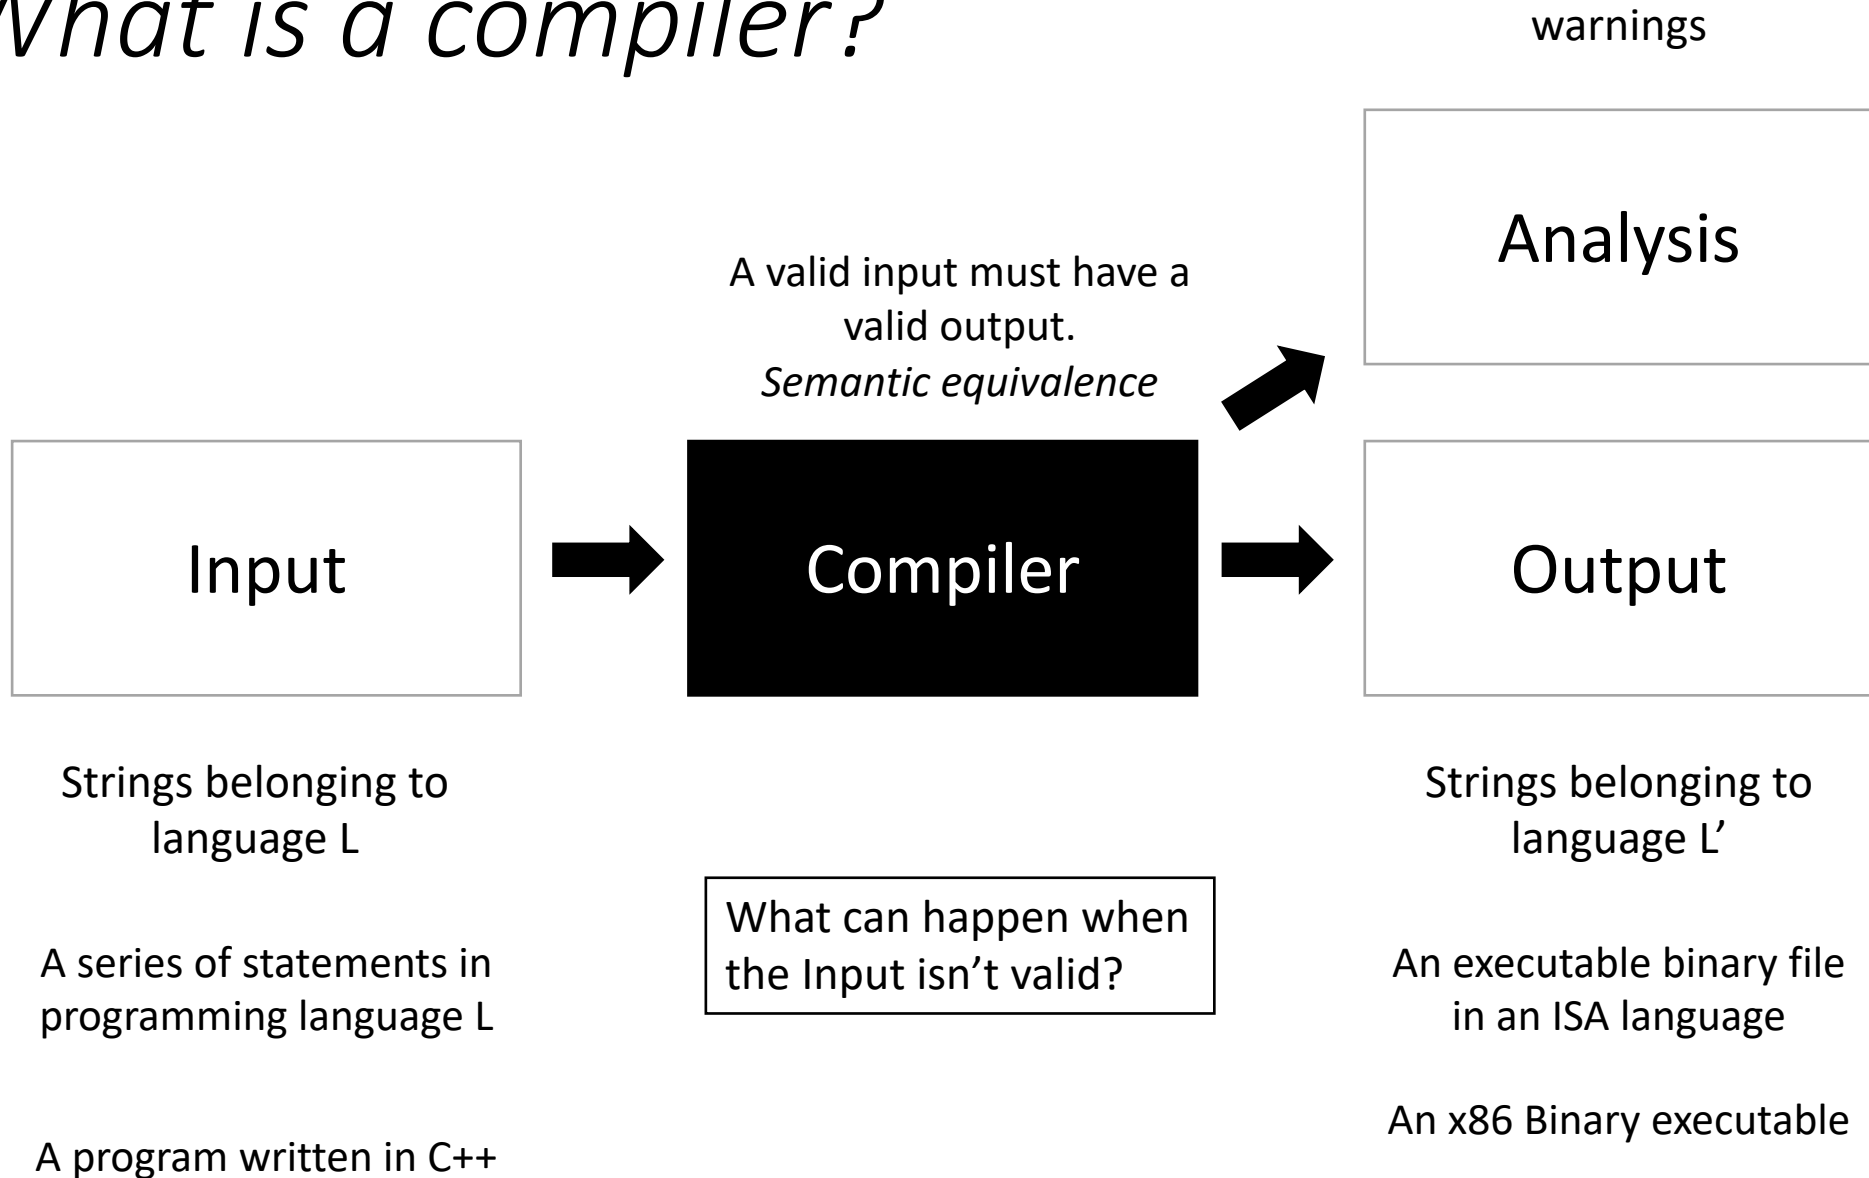 What is a compiler?
warnings
Analysis
A valid input must have a
valid output.
Semantic equivalence
Input
Compiler
Output
Strings belonging to
language L
Strings belonging to
language L’
What can happen when
the Input isn’t valid?
A series of statements in
programming language L
An executable binary file
in an ISA language
An x86 Binary executable
A program written in C++